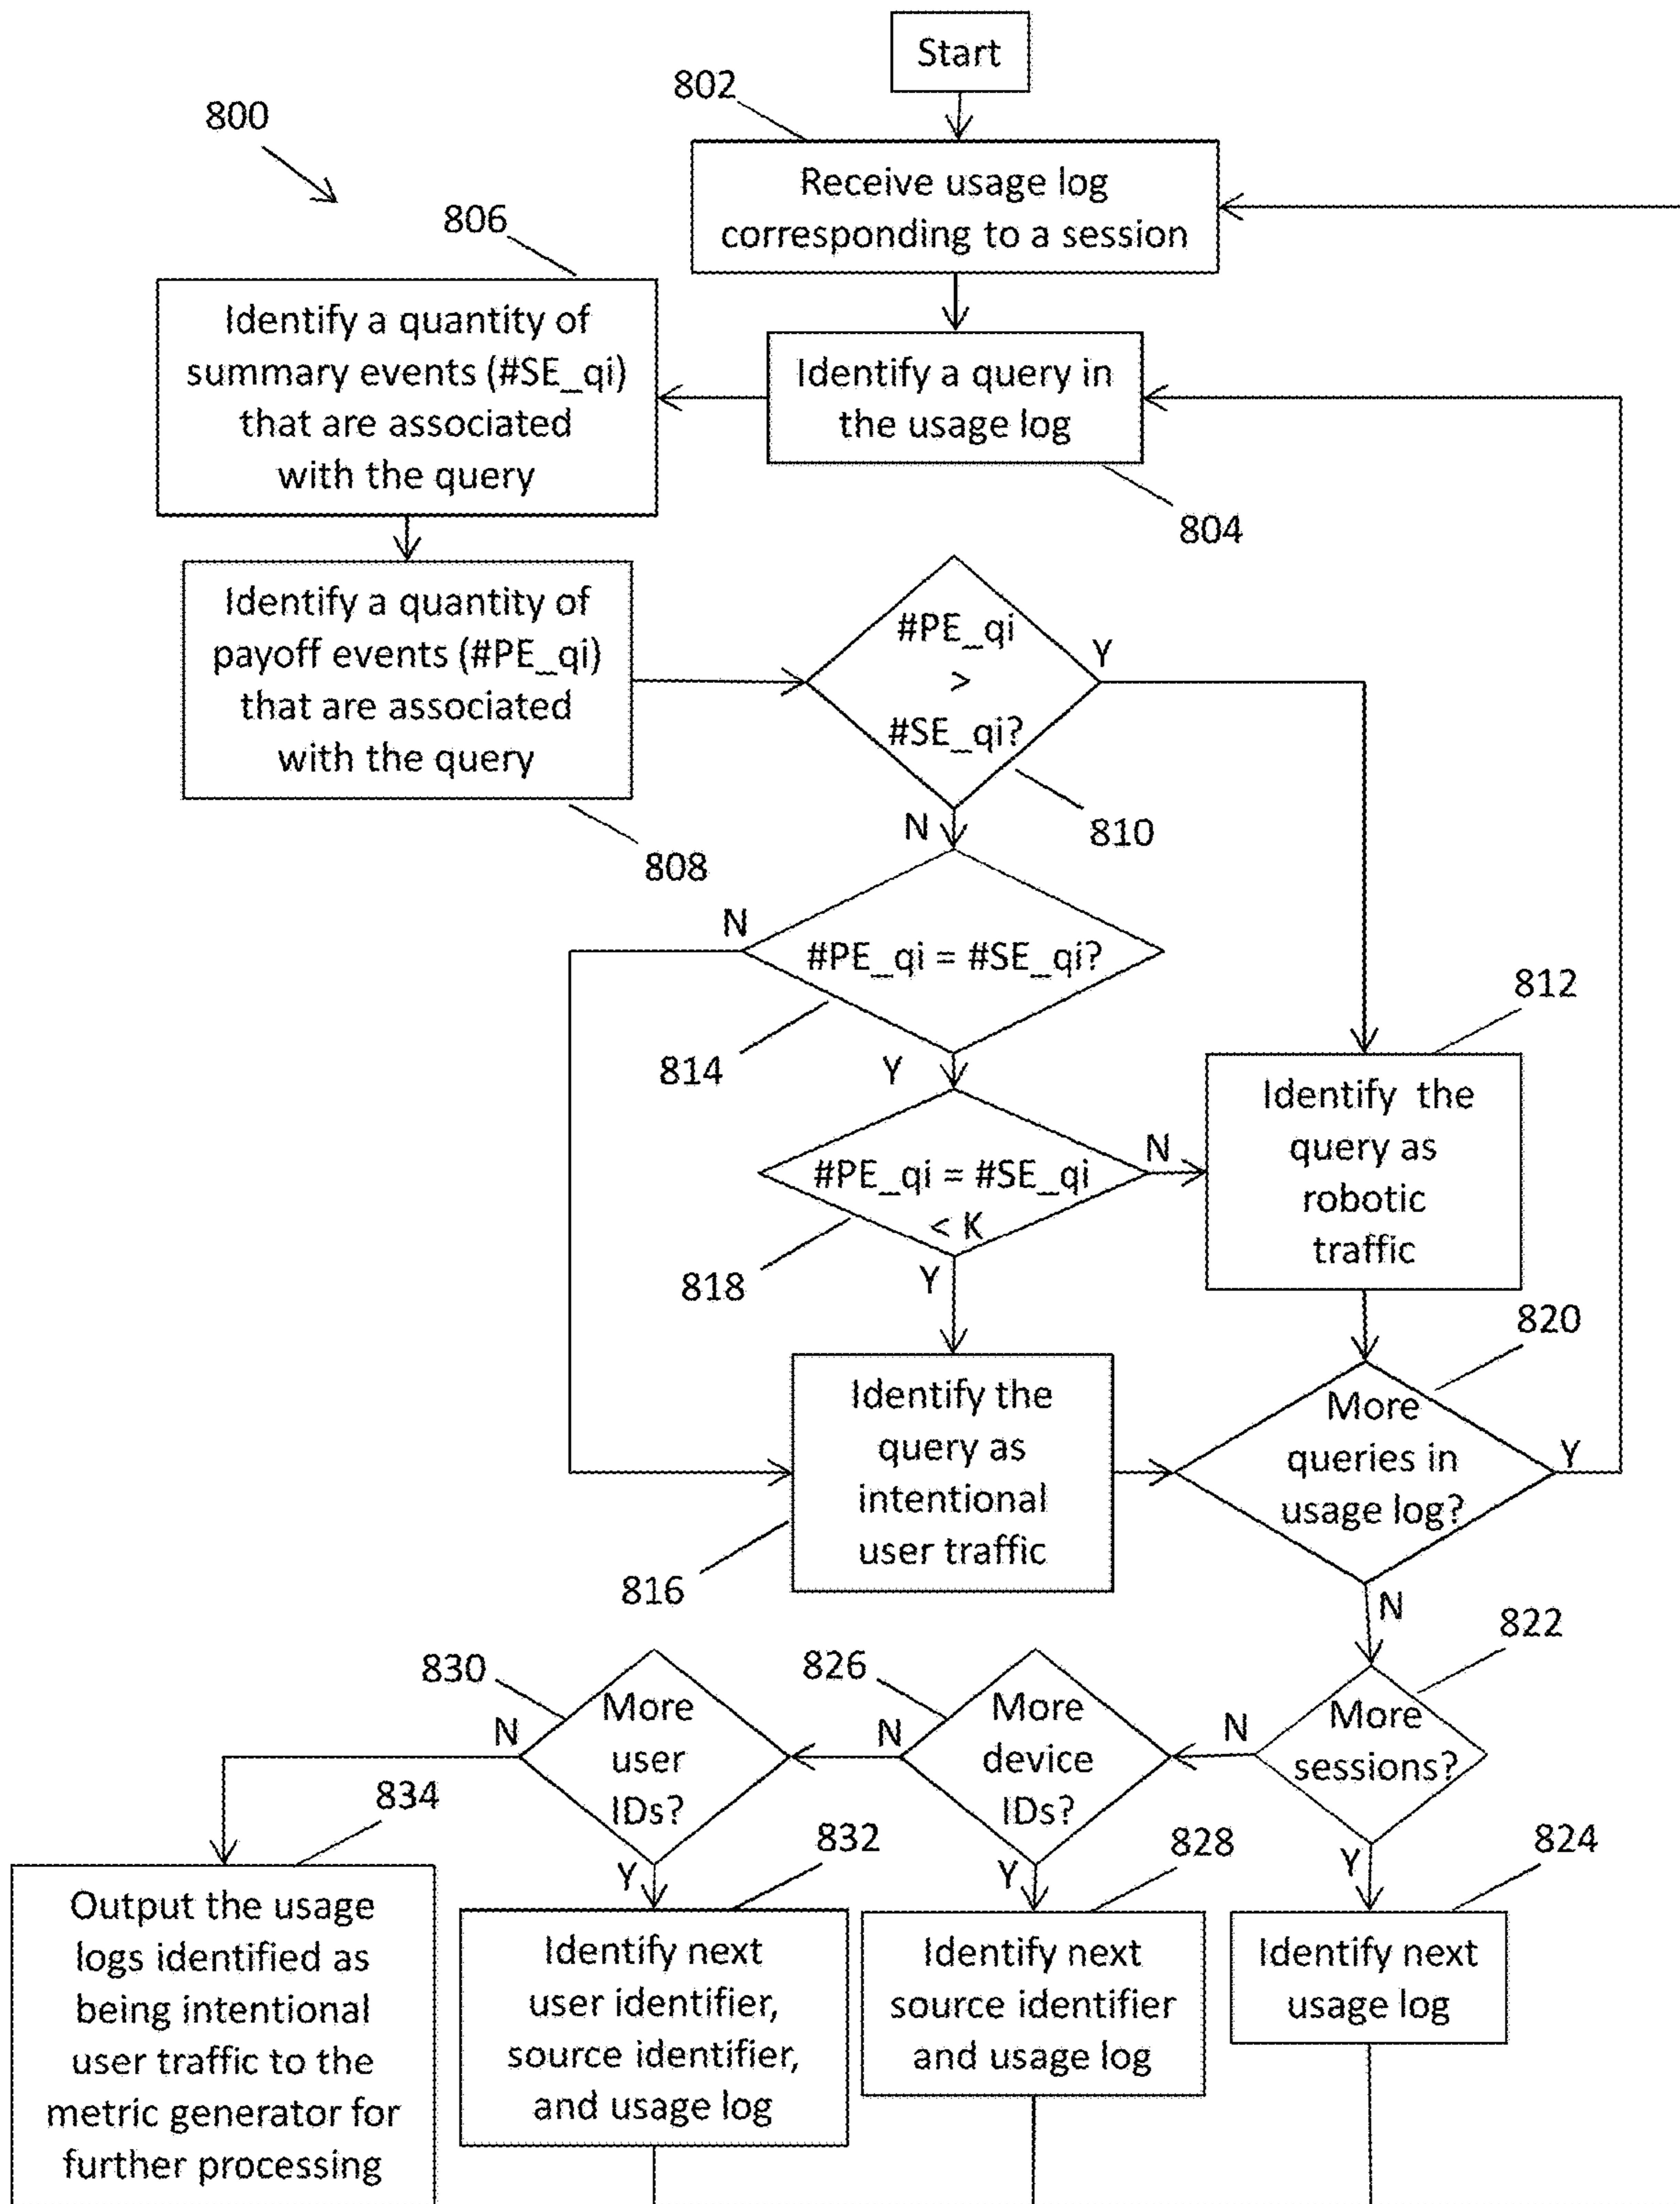 Start
802
800
Receive usage log
corresponding to a session
806
Identify a quantity of
summary events (#SE_qi)
that are associated
with the query
Identify a query in
the usage log
804
Identify a quantity of
payoff events (#PE_qi)
that are associated
with the query
808
#PE_qi
>
#SE_qi?
Y
N
810
#PE_qi = #SE_qi?
N
814
Y
812
#PE_qi = #SE_qi
< K
N
818
Y
Identify the
query as
robotic
traffic
820
Identify the
query as
intentional
user traffic
816
More
queries in
usage log?
Y
N
822
More
sessions?
N
Y
824
826
More
device
IDs?
N
Y
828
830
More
user
IDs?
N
Y
832
834
Output the usage
logs identified as
being intentional
user traffic to the
metric generator for
further processing
Identify next
user identifier,
source identifier,
and usage log
Identify next
source identifier
and usage log
Identify next
usage log